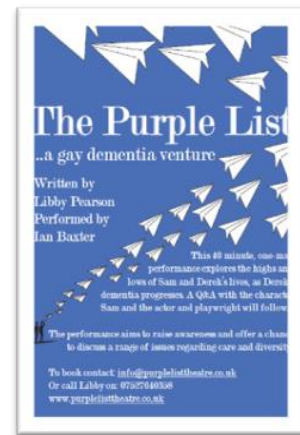 The Purple List
..a gay dementia venture
Written by
Libby Pearson
Performed by
Ian Baxter
This 40 minute, one-ma
performance explores the highs an
lows of Sam and Derek's lives, as Derek
dementia progresses. A Q&A with the charact
Sam and the actor and playwright will follow
The performance aims to raise awareness and offer a chanc
to discuss a range of issues regarding care and diversity
To book contact: info@purplelisttheatre.co.uk
Or call Libby on: 07527640358
www.purplelisttheatre.co.uk